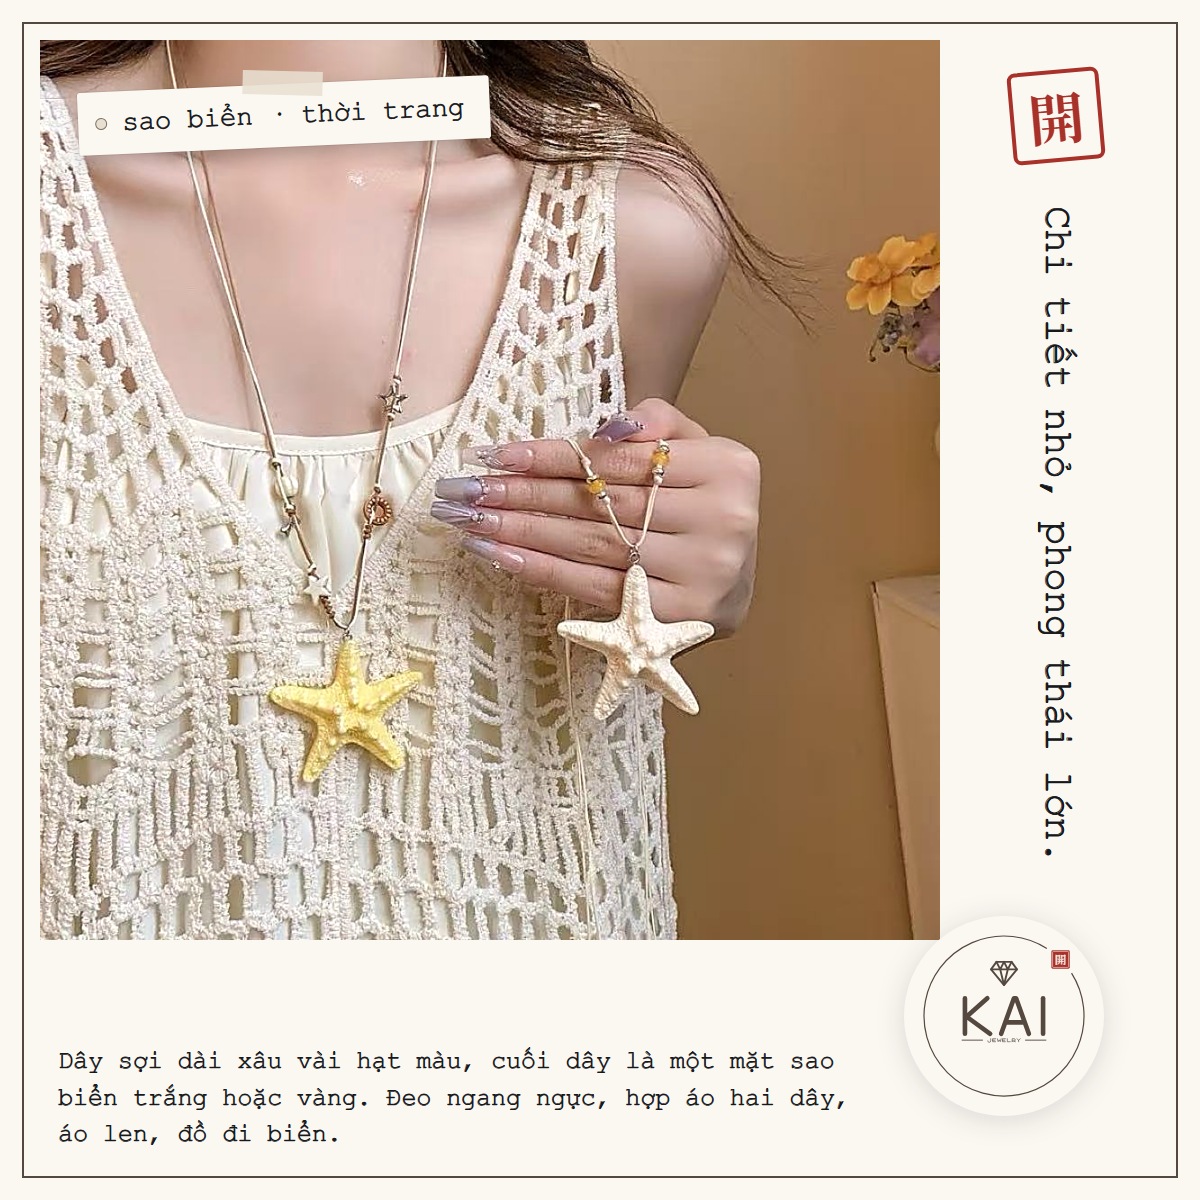 sao biển · thời trang
開
Chi tiết nhỏ, phong thái lớn.
開
KAI
JEWELRY
Dây sợi dài xâu vài hạt màu, cuối dây là một mặt sao
biển trắng hoặc vàng. Đeo ngang ngực, hợp áo hai dây,
áo len, đồ đi biển.